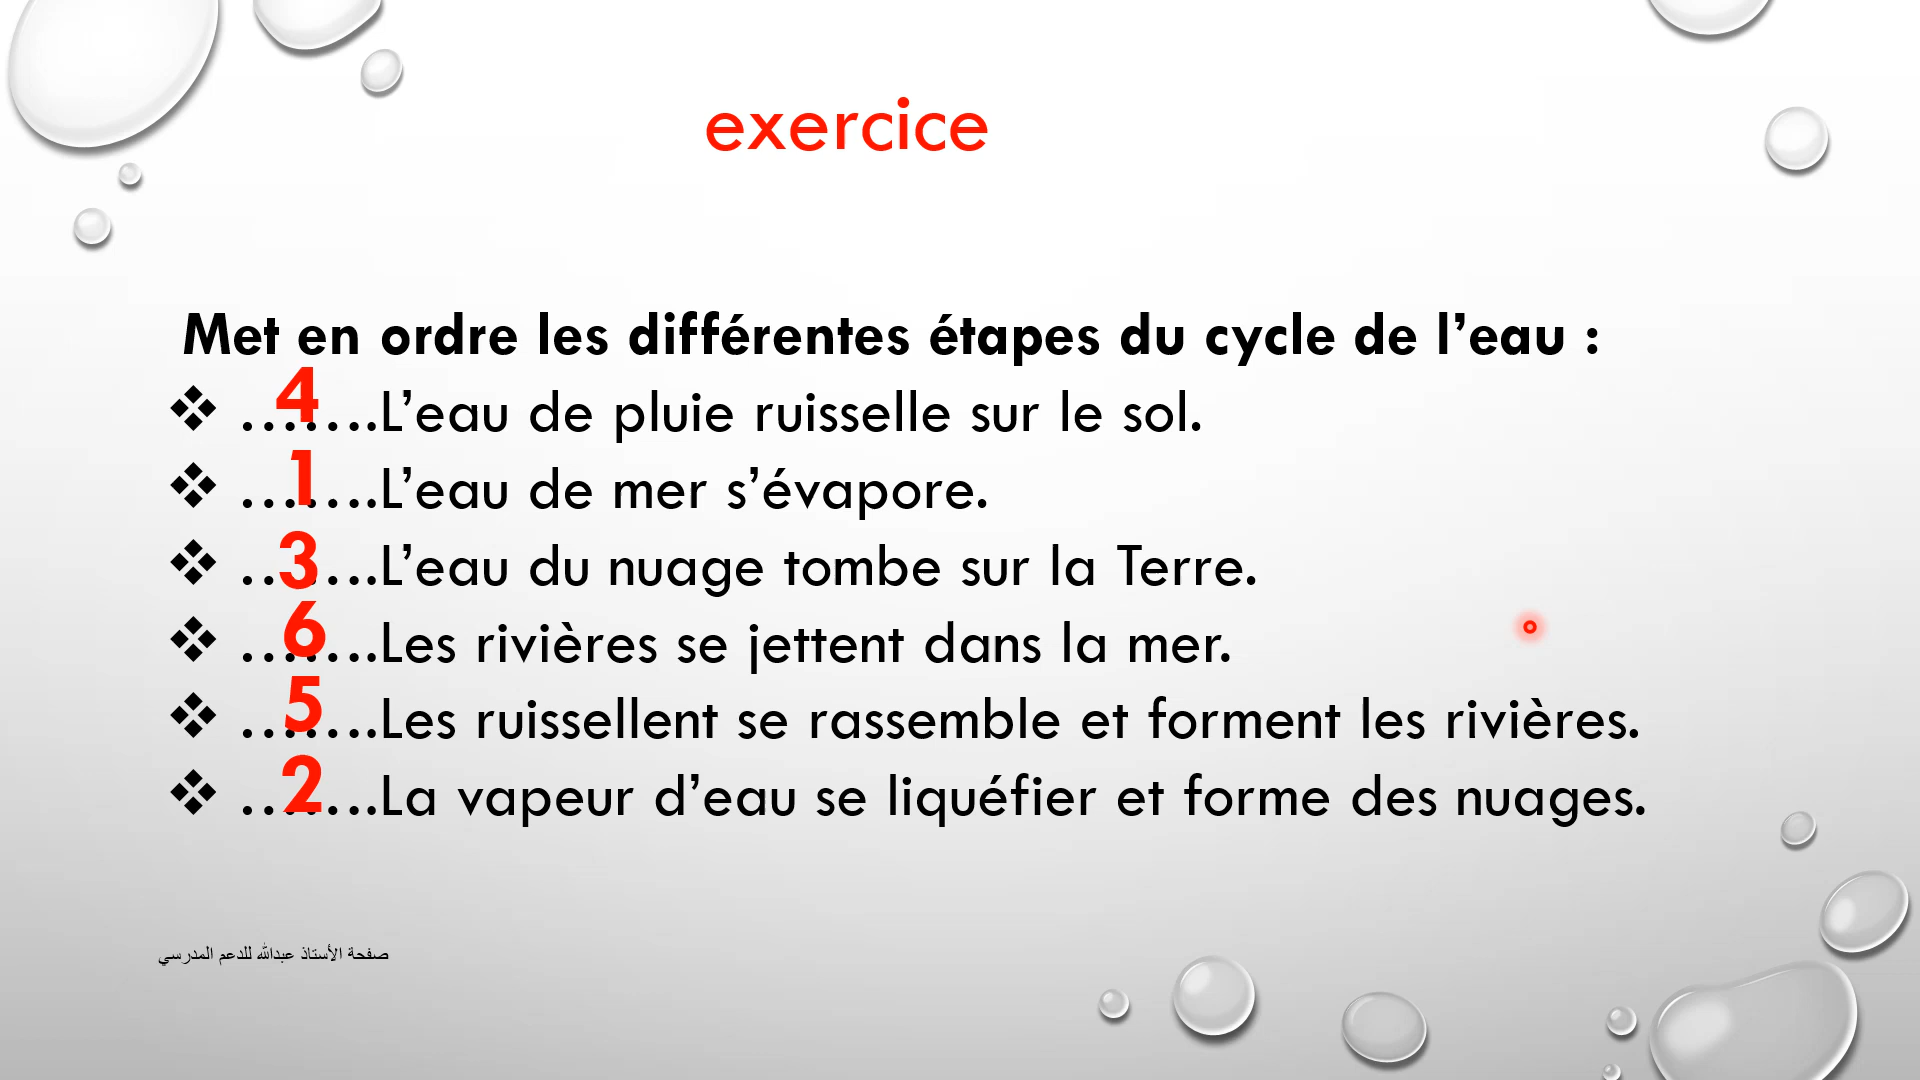 exercice
Met en ordre les différentes étapes du cycle de l’eau :
❖ …4….L’eau de pluie ruisselle sur le sol.
❖ …1….L’eau de mer s’évapore.
❖ …3….L’eau du nuage tombe sur la Terre.
❖ …6….Les rivières se jettent dans la mer.
❖ …5….Les ruissellent se rassemble et forment les rivières.
❖ …2….La vapeur d’eau se liquéfier et forme des nuages.
صفحة الأستاذ عبدالله للدعم المدرسي